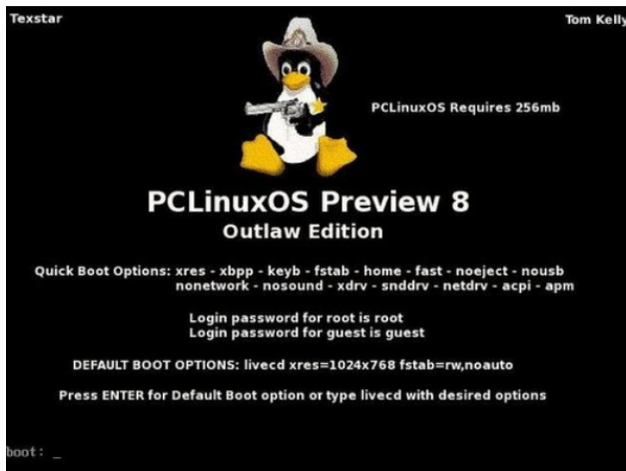 Texstar
Tom Kelly
PCLinuxOS Requires 256mb
PCLinuxOS Preview 8
Outlaw Edition
Quick Boot Options: xres - xbpp - keyb - fstab - home - fast - noeject - nousb
nonetwork - nosound - xdrv - snddrv - netdrv - acpi - apm
Login password for root is root
Login password for guest is guest
DEFAULT BOOT OPTIONS: livecd xres=1024x768 fstab=rw,noauto
Press ENTER for Default Boot option or type livecd with desired options
boot: _